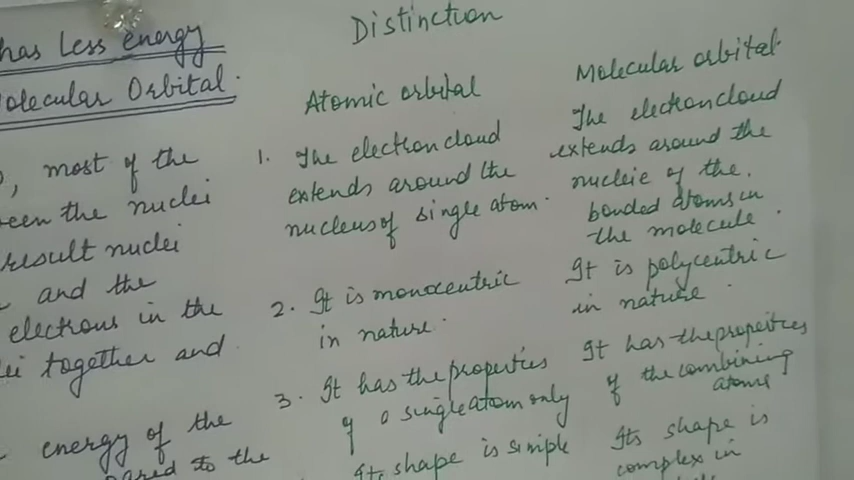 has less energy
Molecular Orbital.
most of the
the nuclei
result nuclei
and the
electrons in the
together and
energy of the
to the
Distinction
Atomic orbital
Molecular orbital.
1. The electron cloud
extends around the
nucleus of single atom.
The electron cloud
extends around the
nucleie of the.
bonded atoms in
the molecule.
2. It is monocentric
in nature.
It is polycentric
in nature.
3. It has the properties
of a single atom only
It has the properties
of the combining
atoms
Its shape is simple
Its shape is
complex in